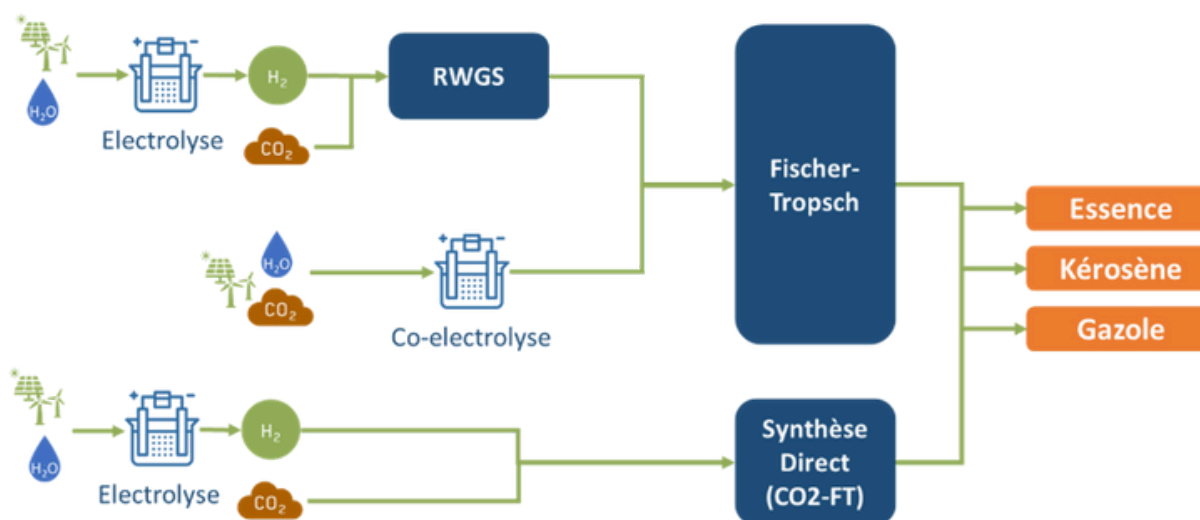 H₂O
Electrolyse
H₂
CO₂
RWGS
H₂O
CO₂
Co-electrolyse
Fischer-
Tropsch
Essence
Kérosène
Gazole
H₂O
Electrolyse
H₂
CO₂
Synthèse
Direct
(CO2-FT)